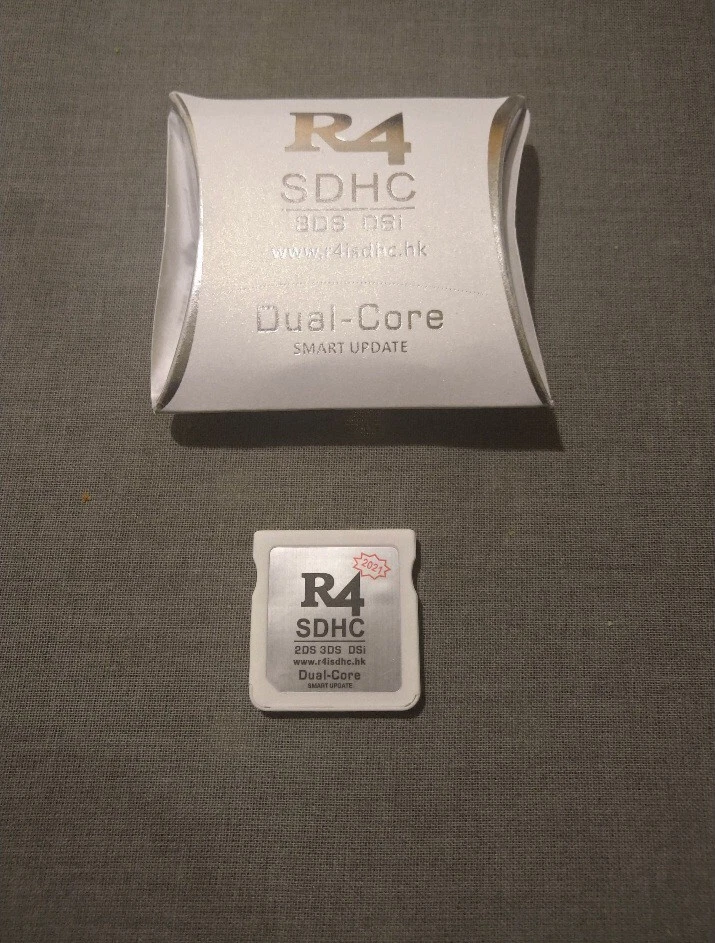 R4
SDHC
3DS DSi
www.r4isdhc.hk
Dual-Core
SMART UPDATE
2021
R4
SDHC
2DS 3DS DSi
www.r4isdhc.hk
Dual-Core
SMART UPDATE